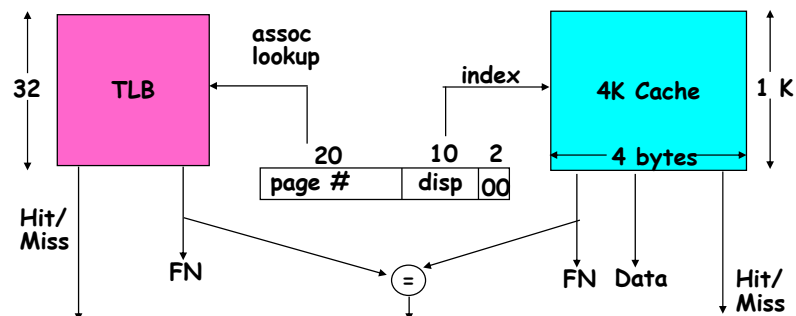 assoc
lookup
32
TLB
index
4K Cache
1 K
20
10
2
4 bytes
page #
disp
00
Hit/
Miss
FN
=
FN
Data
Hit/
Miss